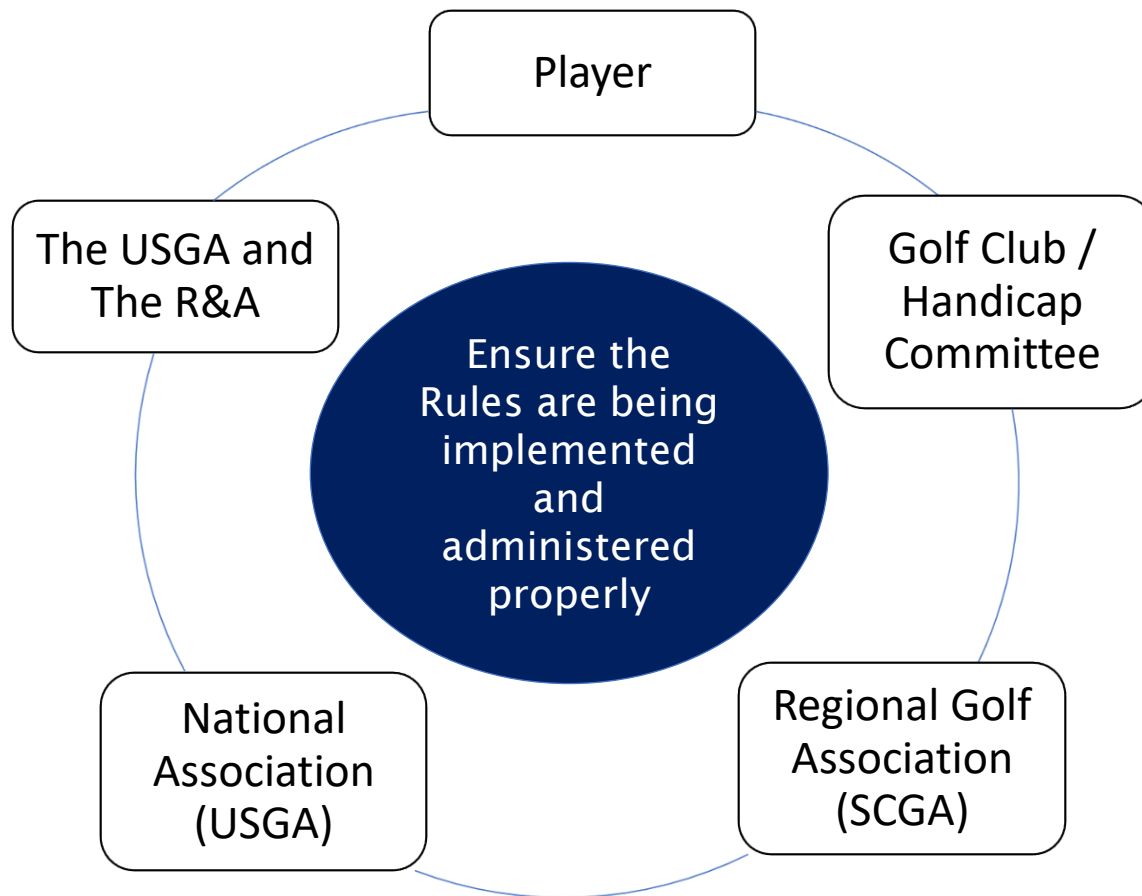 Player
The USGA and
The R&A
Golf Club /
Handicap
Committee
Ensure the
Rules are being
implemented
and
administered
properly
National
Association
(USGA)
Regional Golf
Association
(SCGA)